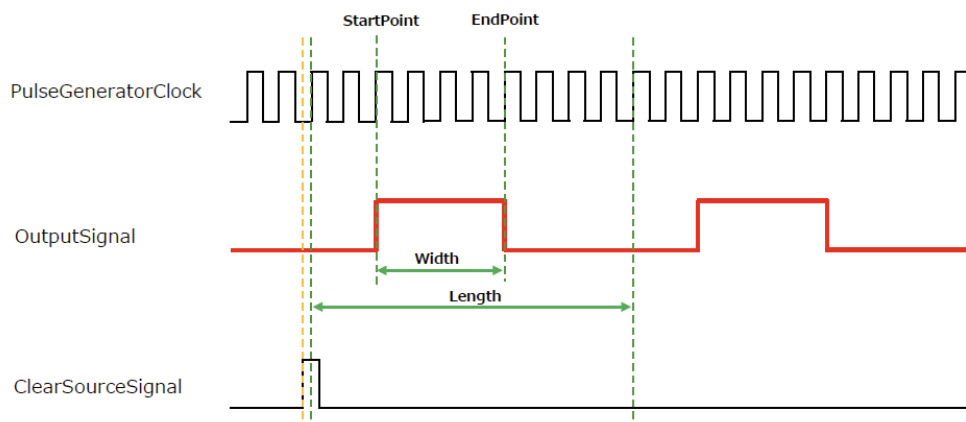 StartPoint
EndPoint
PulseGeneratorClock
OutputSignal
Width
Length
ClearSourceSignal